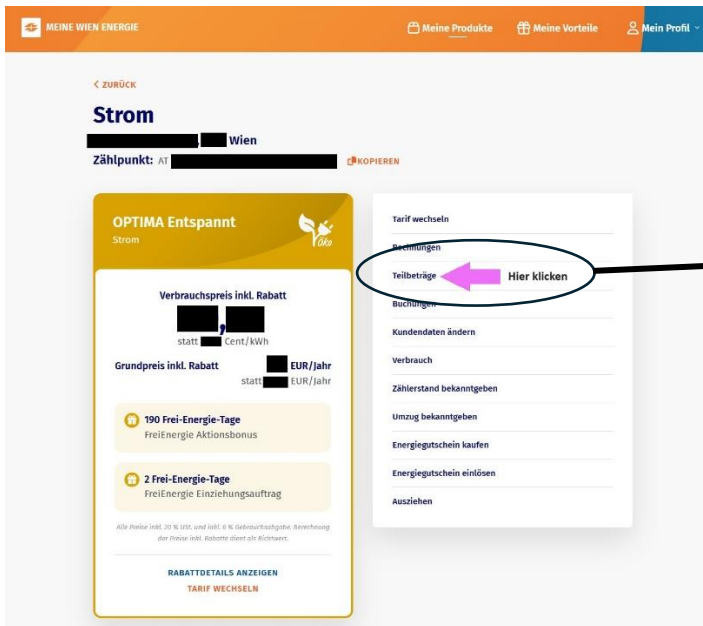 MEINE WIEN ENERGIE
Meine Produkte
Meine Vorteile
Mein Profil
< ZURÜCK
Strom
, Wien
Zählpunkt: AT
KOPIEREN
OPTIMA Entspannt
Strom
Öko
Verbrauchspreis inkl. Rabatt
,
statt Cent/kWh
Grundpreis inkl. Rabatt EUR/Jahr
statt EUR/Jahr
190 Frei-Energie-Tage
FreiEnergie Aktionsbonus
2 Frei-Energie-Tage
FreiEnergie Einziehungsauftrag
Alle Preise inkl. 20 % USt. und inkl. 6 % Gebrauchsabgabe. Berechnung
der Preise inkl. Rabatte dient als Richtwert.
RABATTDETAILS ANZEIGEN
TARIF WECHSELN
Tarif wechseln
Rechnungen
Teilbeträge Hier klicken
Buchungen
Kundendaten ändern
Verbrauch
Zählerstand bekanntgeben
Umzug bekanntgeben
Energiegutschein kaufen
Energiegutschein einlösen
Ausziehen